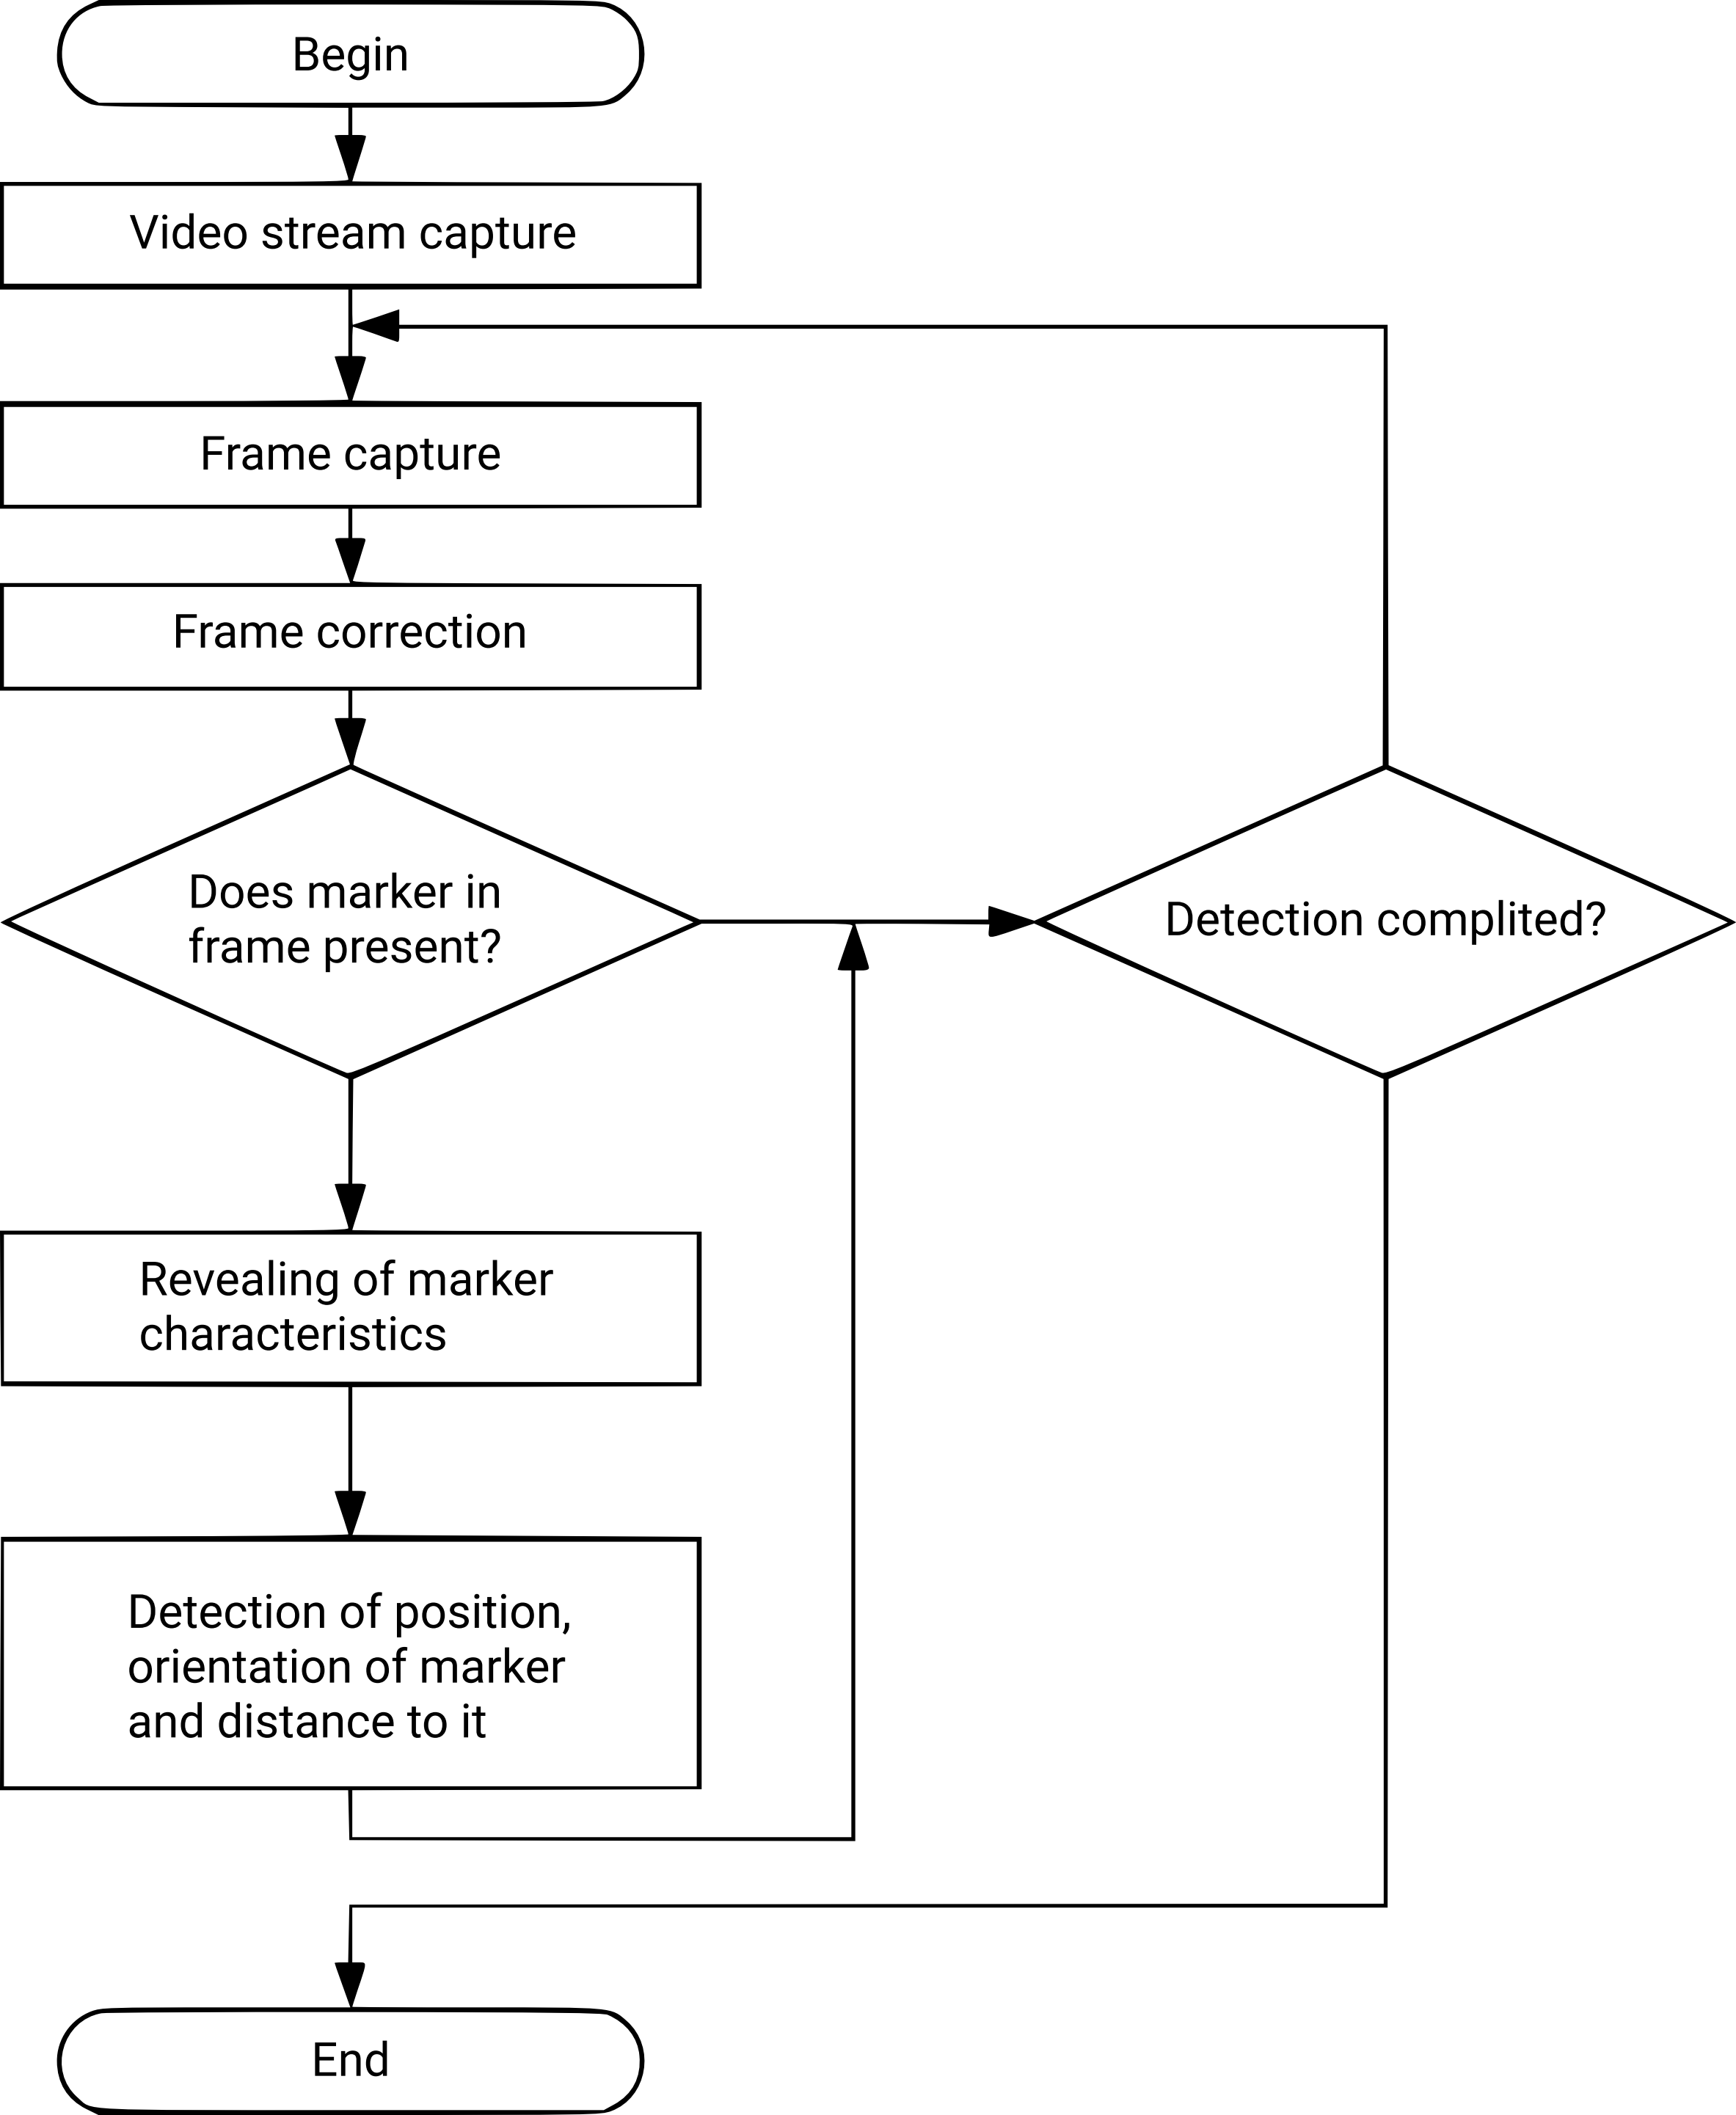 Begin
Video stream capture
Frame capture
Frame correction
Does marker in
frame present?
Detection complited?
Revealing of marker
characteristics
Detection of position,
orientation of marker
and distance to it
End